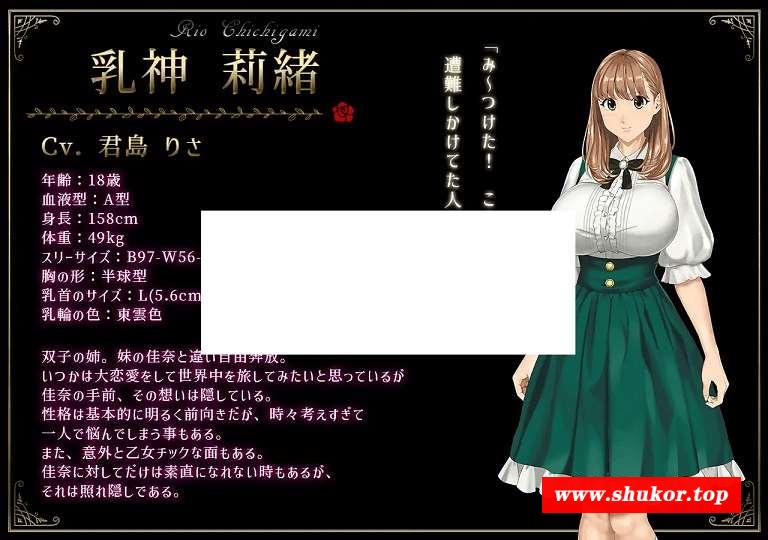 Rio Chichigami
乳神 莉緒
Cv. 君島 りさ
年齢：18歳
血液型：A型
身長：158cm
体重：49kg
スリーサイズ：B97-W56-
胸の形：半球型
乳首のサイズ：L(5.6cm
乳輪の色：東雲色
双子の姉。妹の佳奈と違い自由奔放。
いつかは大恋愛をして世界中を旅してみたいと思っているが
佳奈の手前、その想いは隠している。
性格は基本的に明るく前向きだが、時々考えすぎて
一人で悩んでしまう事もある。
また、意外と乙女チックな面もある。
佳奈に対してだけは素直になれない時もあるが、
それは照れ隠しである。
「み～つけた！ こ
遭難しかけてた人
www.shukor.top